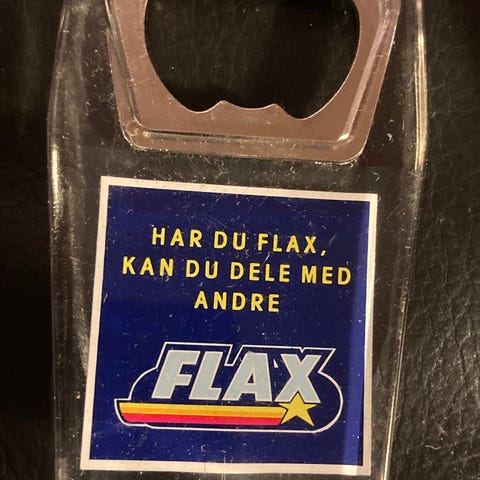 HAR DU FLAX,
KAN DU DELE MED
ANDRE
FLAX